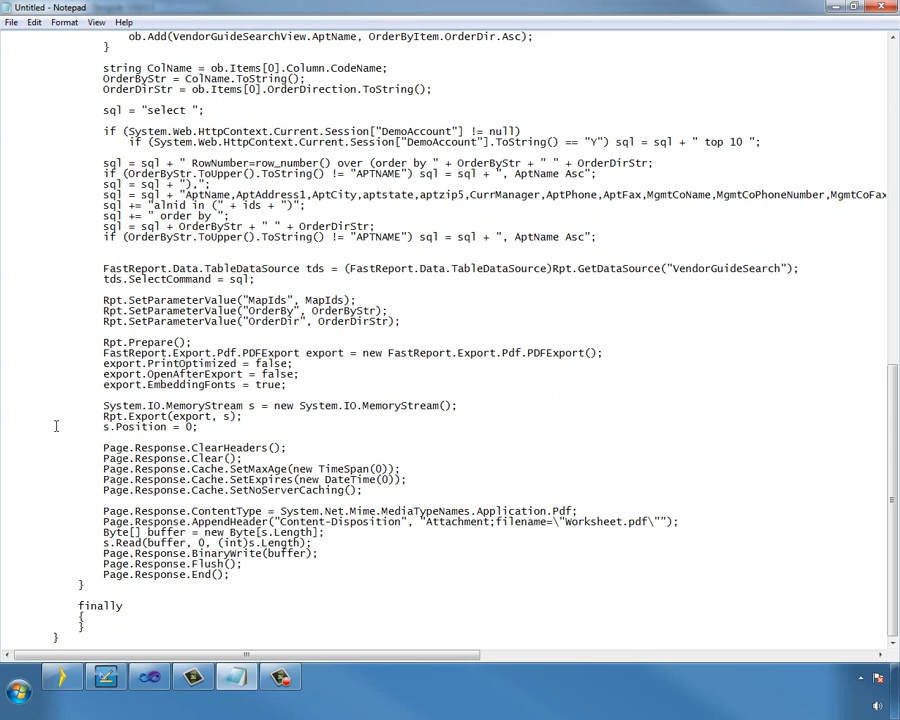 Untitled - Notepad
File Edit Format View Help
ob.Add(VendorGuideSearchView.AptName, OrderByItem.OrderDir.Asc);
}
string ColName = ob.Items[0].Column.CodeName;
OrderByStr = ColName.ToString();
OrderDirStr = ob.Items[0].OrderDirection.ToString();
sql = "select ";
if (System.Web.HttpContext.Current.Session["DemoAccount"] != null)
if (System.Web.HttpContext.Current.Session["DemoAccount"].ToString() == "Y") sql = sql + " top 10 ";
sql = sql + " RowNumber=row_number() over (order by " + OrderByStr + " " + OrderDirStr;
if (OrderByStr.ToUpper().ToString() != "APTNAME") sql = sql + ", AptName Asc";
sql = sql + "),";
sql = sql + "AptName,AptAddress1,AptCity,aptstate,aptzip5,CurrManager,AptPhone,AptFax,MgmtCoName,MgmtCoPhoneNumber,MgmtCoFax
sql += "alnid in (" + ids + ")";
sql += " order by ";
sql = sql + OrderByStr + " " + OrderDirStr;
if (OrderByStr.ToUpper().ToString() != "APTNAME") sql = sql + ", AptName Asc";
FastReport.Data.TableDataSource tds = (FastReport.Data.TableDataSource)Rpt.GetDataSource("VendorGuideSearch");
tds.SelectCommand = sql;
Rpt.SetParameterValue("MapIds", MapIds);
Rpt.SetParameterValue("OrderBy", OrderByStr);
Rpt.SetParameterValue("OrderDir", OrderDirStr);
Rpt.Prepare();
FastReport.Export.Pdf.PDFExport export = new FastReport.Export.Pdf.PDFExport();
export.PrintOptimized = false;
export.OpenAfterExport = false;
export.EmbeddingFonts = true;
System.IO.MemoryStream s = new System.IO.MemoryStream();
Rpt.Export(export, s);
s.Position = 0;
Page.Response.ClearHeaders();
Page.Response.Clear();
Page.Response.Cache.SetMaxAge(new TimeSpan(0));
Page.Response.Cache.SetExpires(new DateTime(0));
Page.Response.Cache.SetNoServerCaching();
Page.Response.ContentType = System.Net.Mime.MediaTypeNames.Application.Pdf;
Page.Response.AppendHeader("Content-Disposition", "Attachment;filename=\"Worksheet.pdf\"");
Byte[] buffer = new Byte[s.Length];
s.Read(buffer, 0, (int)s.Length);
Page.Response.BinaryWrite(buffer);
Page.Response.Flush();
Page.Response.End();
}
finally
{
}
}